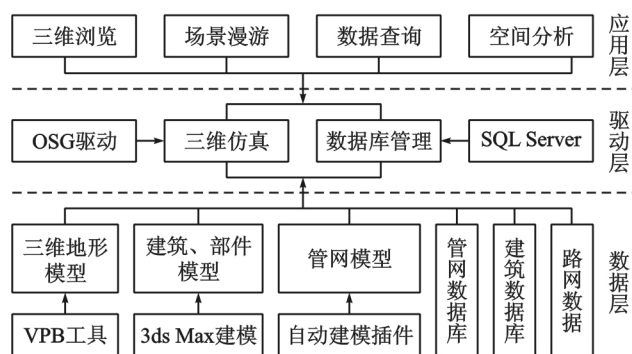 三维浏览
场景漫游
数据查询
空间分析
应用层
OSG驱动
三维仿真
数据库管理
SQL Server
驱动层
三维地形
模型
建筑、部件
模型
管网模型
管网数据库
建筑数据库
路网数据
数据层
VPB工具
3ds Max建模
自动建模插件